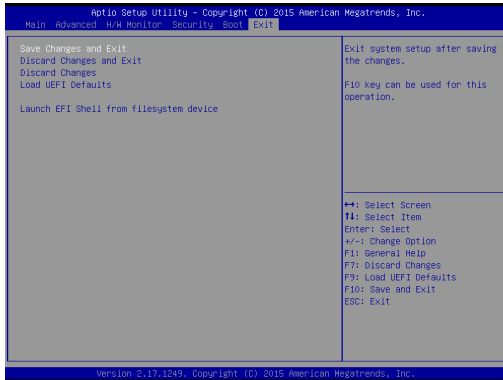 Aptio Setup Utility - Copyright (C) 2015 American Megatrends, Inc.
Main Advanced H/W Monitor Security Boot Exit
Save Changes and Exit
Discard Changes and Exit
Discard Changes
Load UEFI Defaults
Launch EFI Shell from filesystem device
Exit system setup after saving
the changes.
F10 key can be used for this
operation.
↔: Select Screen
↑↓: Select Item
Enter: Select
+/-: Change Option
F1: General Help
F7: Discard Changes
F9: Load UEFI Defaults
F10: Save and Exit
ESC: Exit
Version 2.17.1249. Copyright (C) 2015 American Megatrends, Inc.